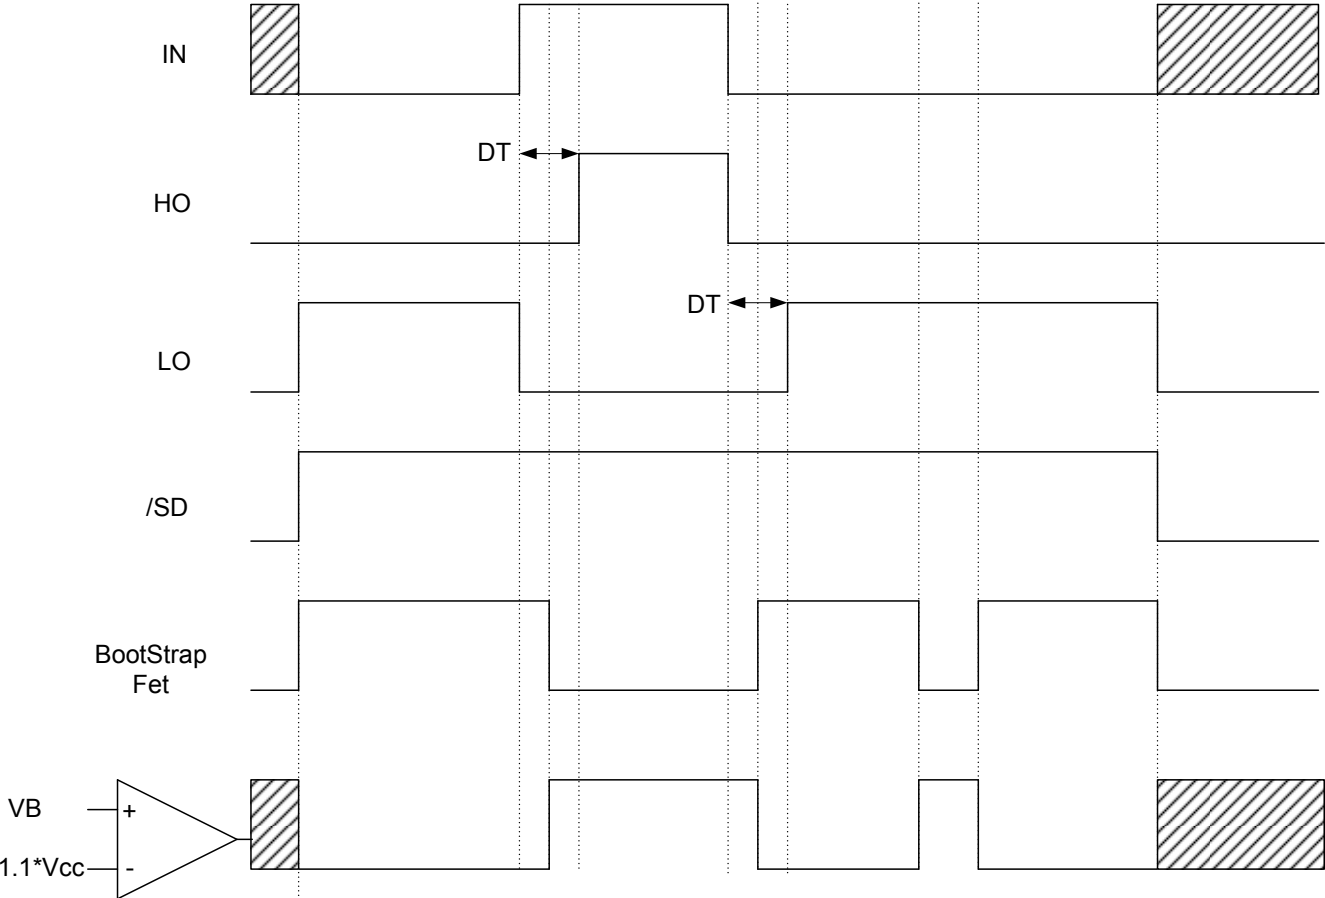 IN
DT
HO
DT
LO
/SD
BootStrap
Fet
VB
+
1.1*Vcc
-